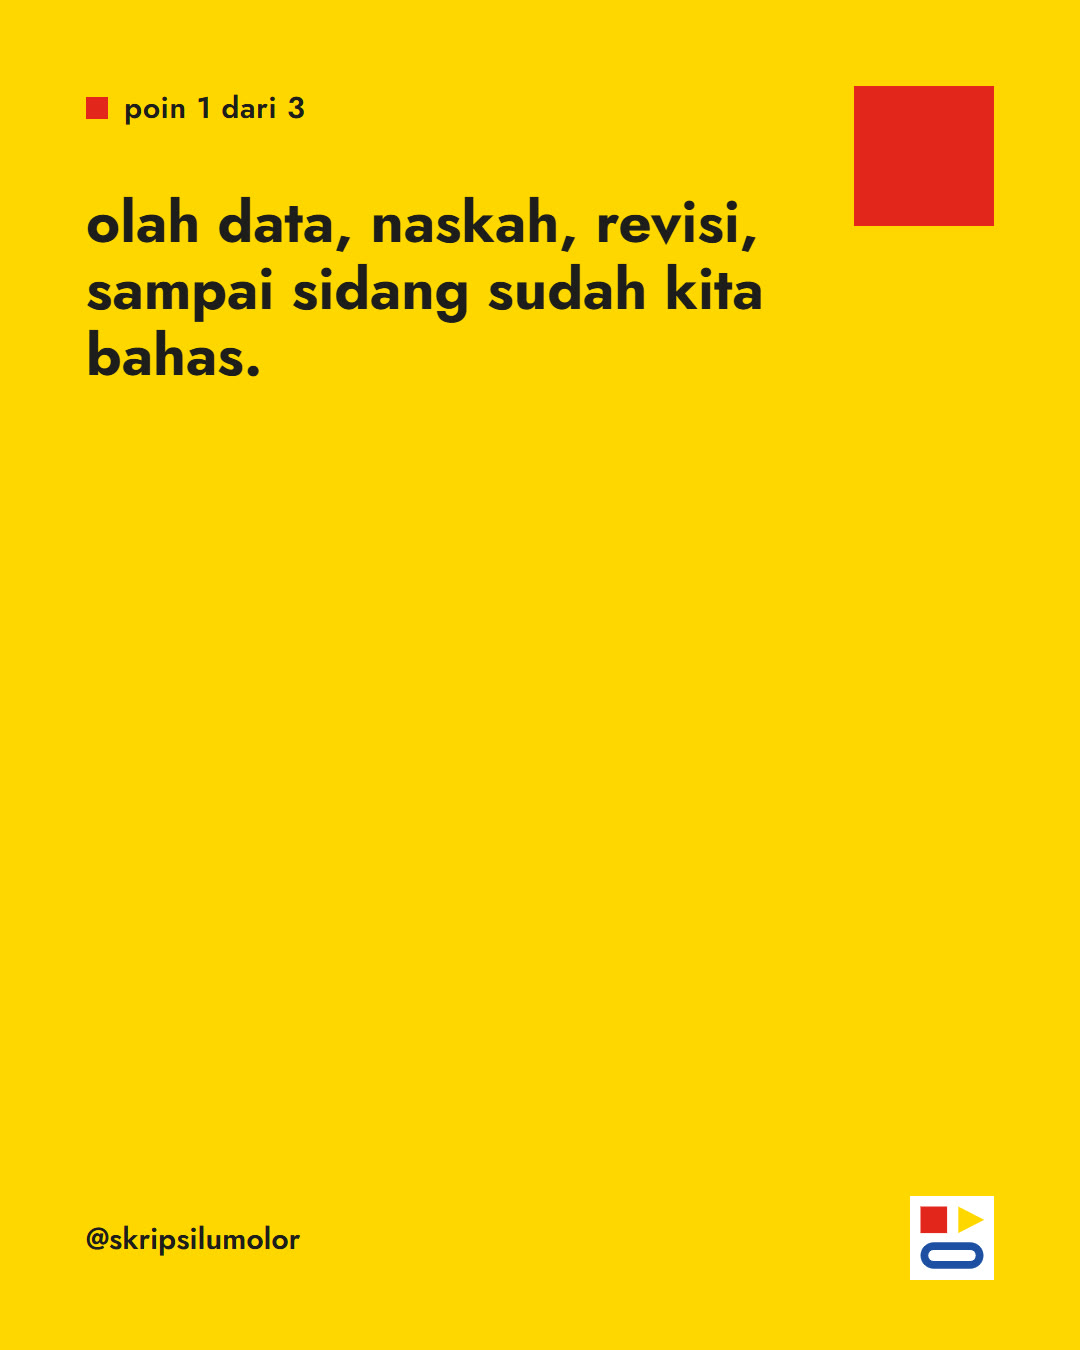 poin 1 dari 3
olah data, naskah, revisi,
sampai sidang sudah kita
bahas.
@skripsilumolor